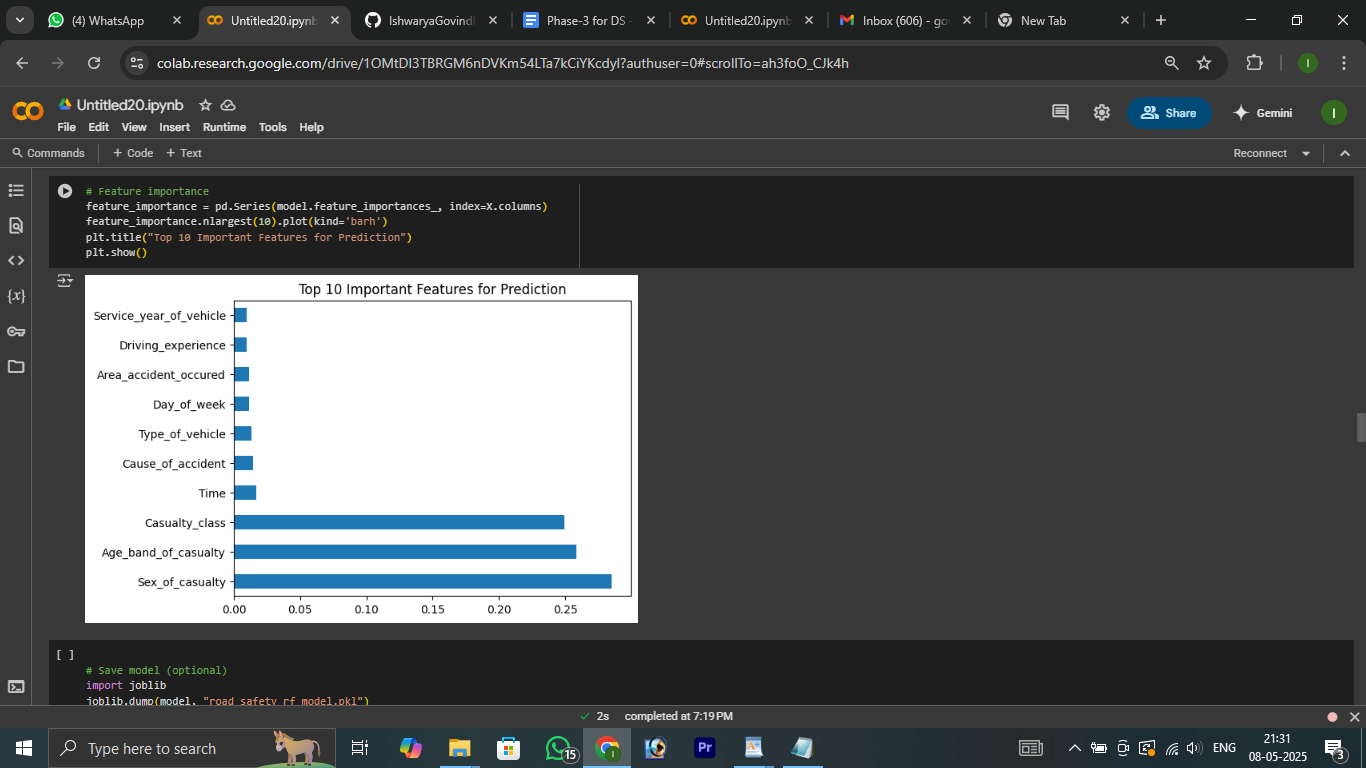 (4) WhatsApp
Untitled20.ipynb
IshwaryaGovindh
Phase-3 for DS -
Untitled20.ipynb
Inbox (606) - go
New Tab
colab.research.google.com/drive/1OMtDI3TBRGM6nDVKm54LTa7kCiYKcdyI?authuser=0#scrollTo=ah3foO_CJk4h
I
Untitled20.ipynb
File Edit View Insert Runtime Tools Help
Share
Gemini
I
Commands
+ Code + Text
Reconnect
# Feature importance
feature_importance = pd.Series(model.feature_importances_, index=X.columns)
feature_importance.nlargest(10).plot(kind='barh')
plt.title("Top 10 Important Features for Prediction")
plt.show()
Top 10 Important Features for Prediction
Service_year_of_vehicle
Driving_experience
Area_accident_occured
Day_of_week
Type_of_vehicle
Cause_of_accident
Time
Casualty_class
Age_band_of_casualty
Sex_of_casualty
0.00 0.05 0.10 0.15 0.20 0.25
[ ]
# Save model (optional)
import joblib
joblib.dump(model, "road_safety_rf_model.pkl")
2s completed at 7:19 PM
Type here to search
15
Pr
ENG
21:31
08-05-2025
3